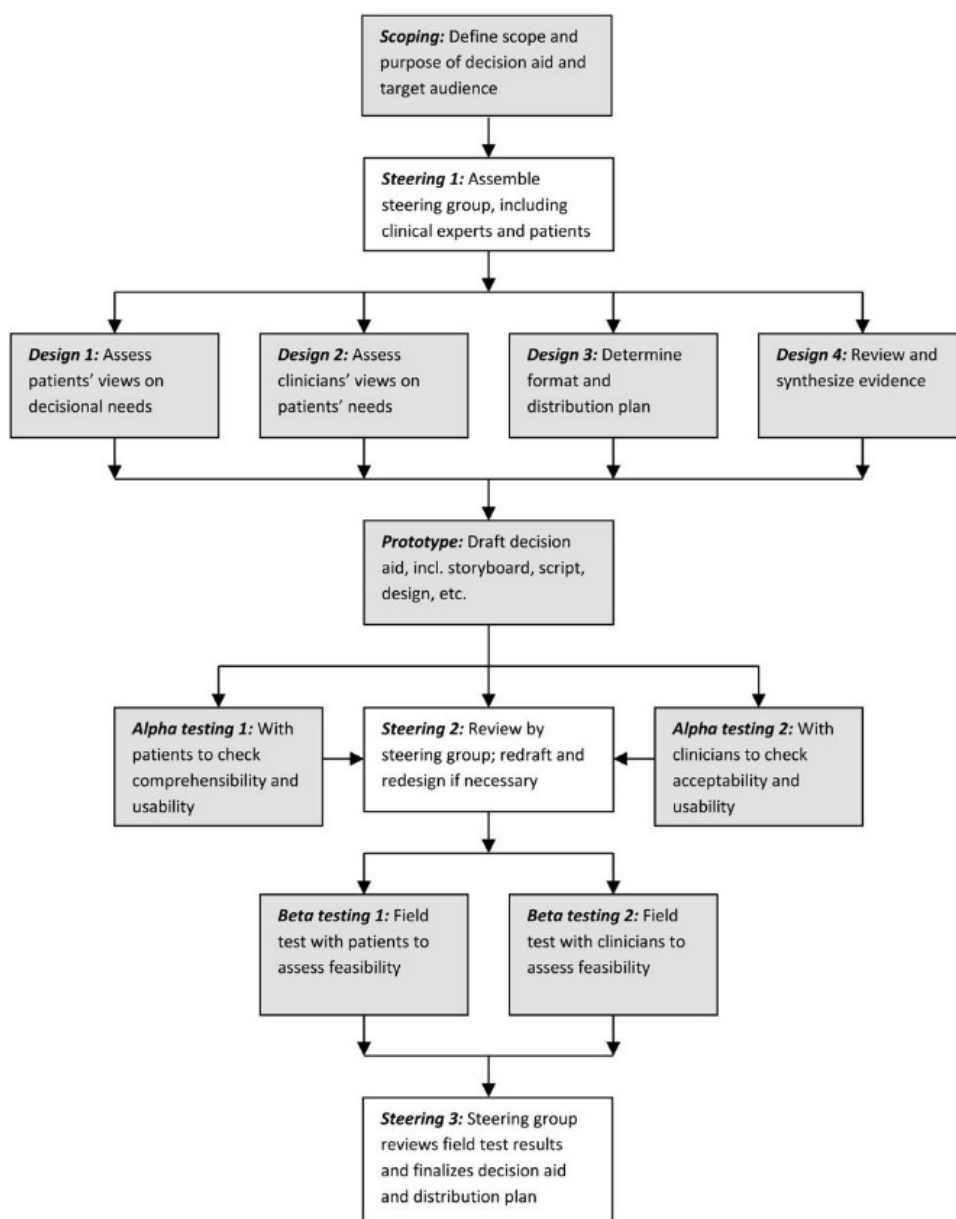 Scoping: Define scope and
purpose of decision aid and
target audience
Steering 1: Assemble
steering group, including
clinical experts and patients
Design 1: Assess
patients’ views on
decisional needs
Design 2: Assess
clinicians’ views on
patients’ needs
Design 3: Determine
format and
distribution plan
Design 4: Review and
synthesize evidence
Prototype: Draft decision
aid, incl. storyboard, script,
design, etc.
Alpha testing 1: With
patients to check
comprehensibility and
usability
Steering 2: Review by
steering group; redraft and
redesign if necessary
Alpha testing 2: With
clinicians to check
acceptability and
usability
Beta testing 1: Field
test with patients to
assess feasibility
Beta testing 2: Field
test with clinicians to
assess feasibility
Steering 3: Steering group
reviews field test results
and finalizes decision aid
and distribution plan